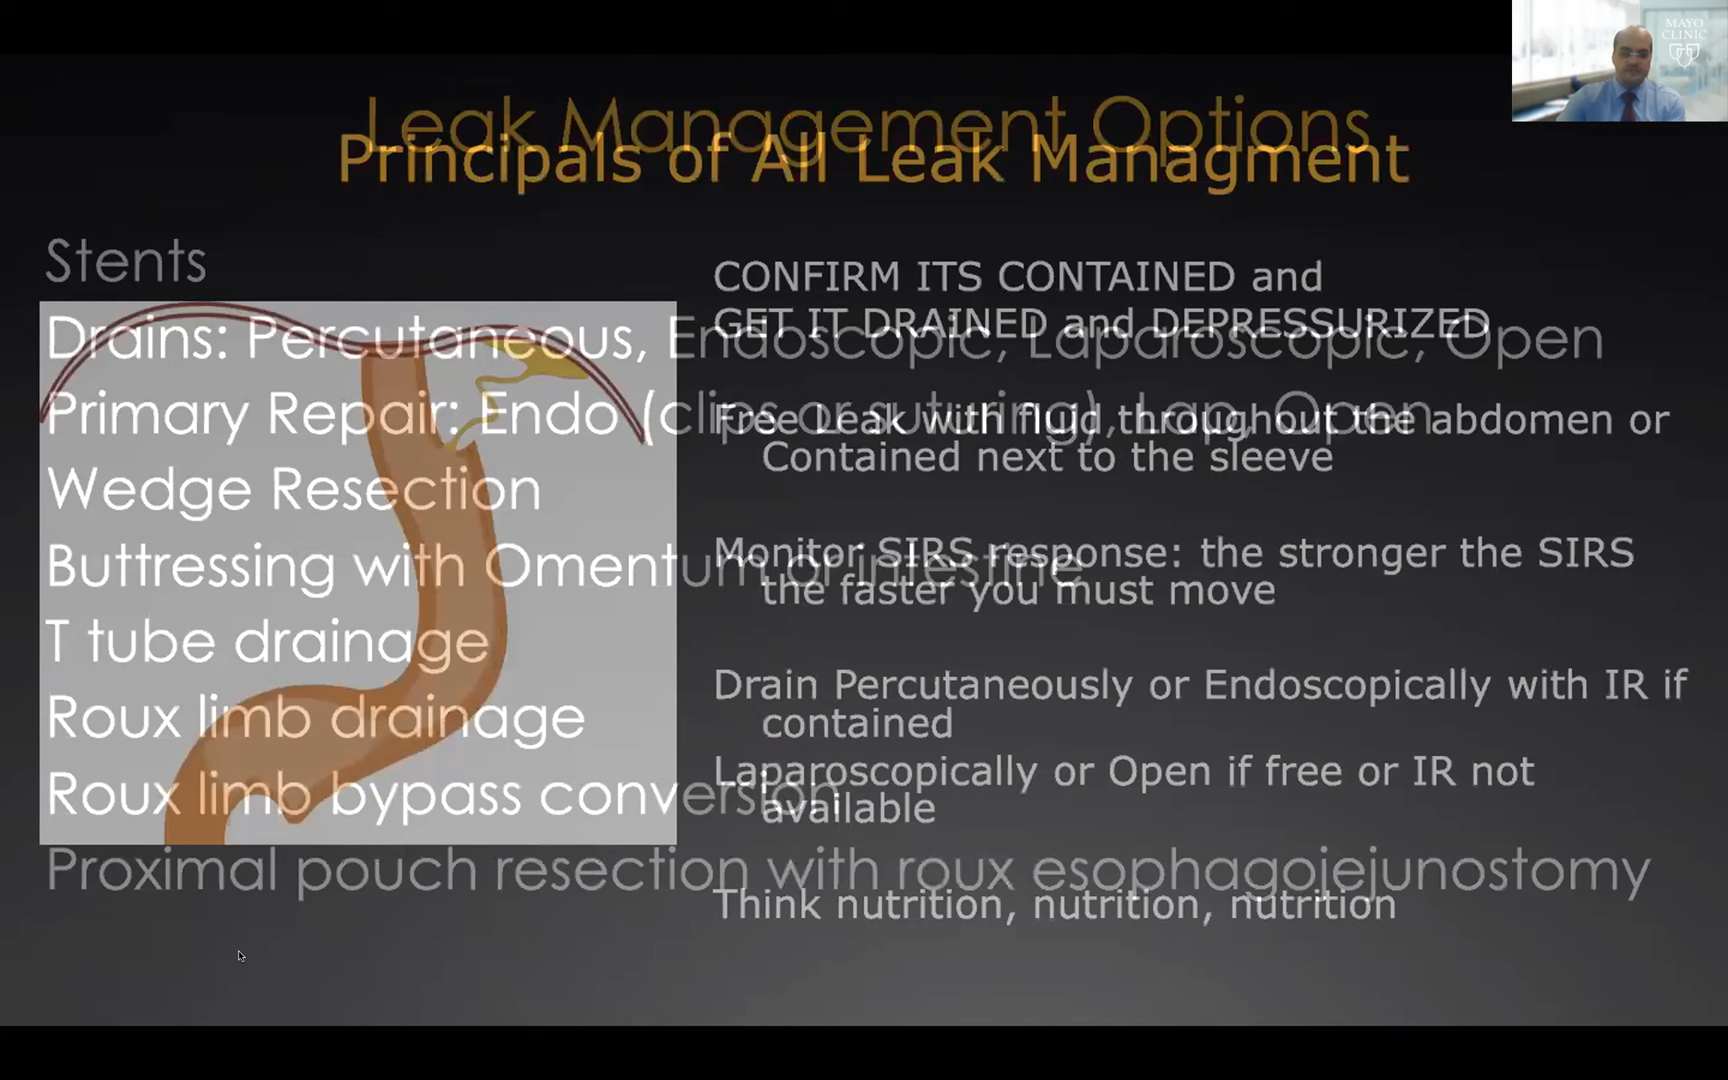 MAYO
CLINIC
Leak Management Options
Principals of All Leak Managment
Stents
Drains: Percutaneous, Endoscopic, Laparoscopic, Open
Primary Repair: Endo (clips or suturing), Lap, Open
Wedge Resection
Buttressing with Omentum or intestine
T tube drainage
Roux limb drainage
Roux limb bypass conversion
Proximal pouch resection with roux esophagojejunostomy
CONFIRM ITS CONTAINED and
GET IT DRAINED and DEPRESSURIZED
Free Leak with fluid throughout the abdomen or
Contained next to the sleeve
Monitor SIRS response: the stronger the SIRS
the faster you must move
Drain Percutaneously or Endoscopically with IR if
contained
Laparoscopically or Open if free or IR not
available
Think nutrition, nutrition, nutrition